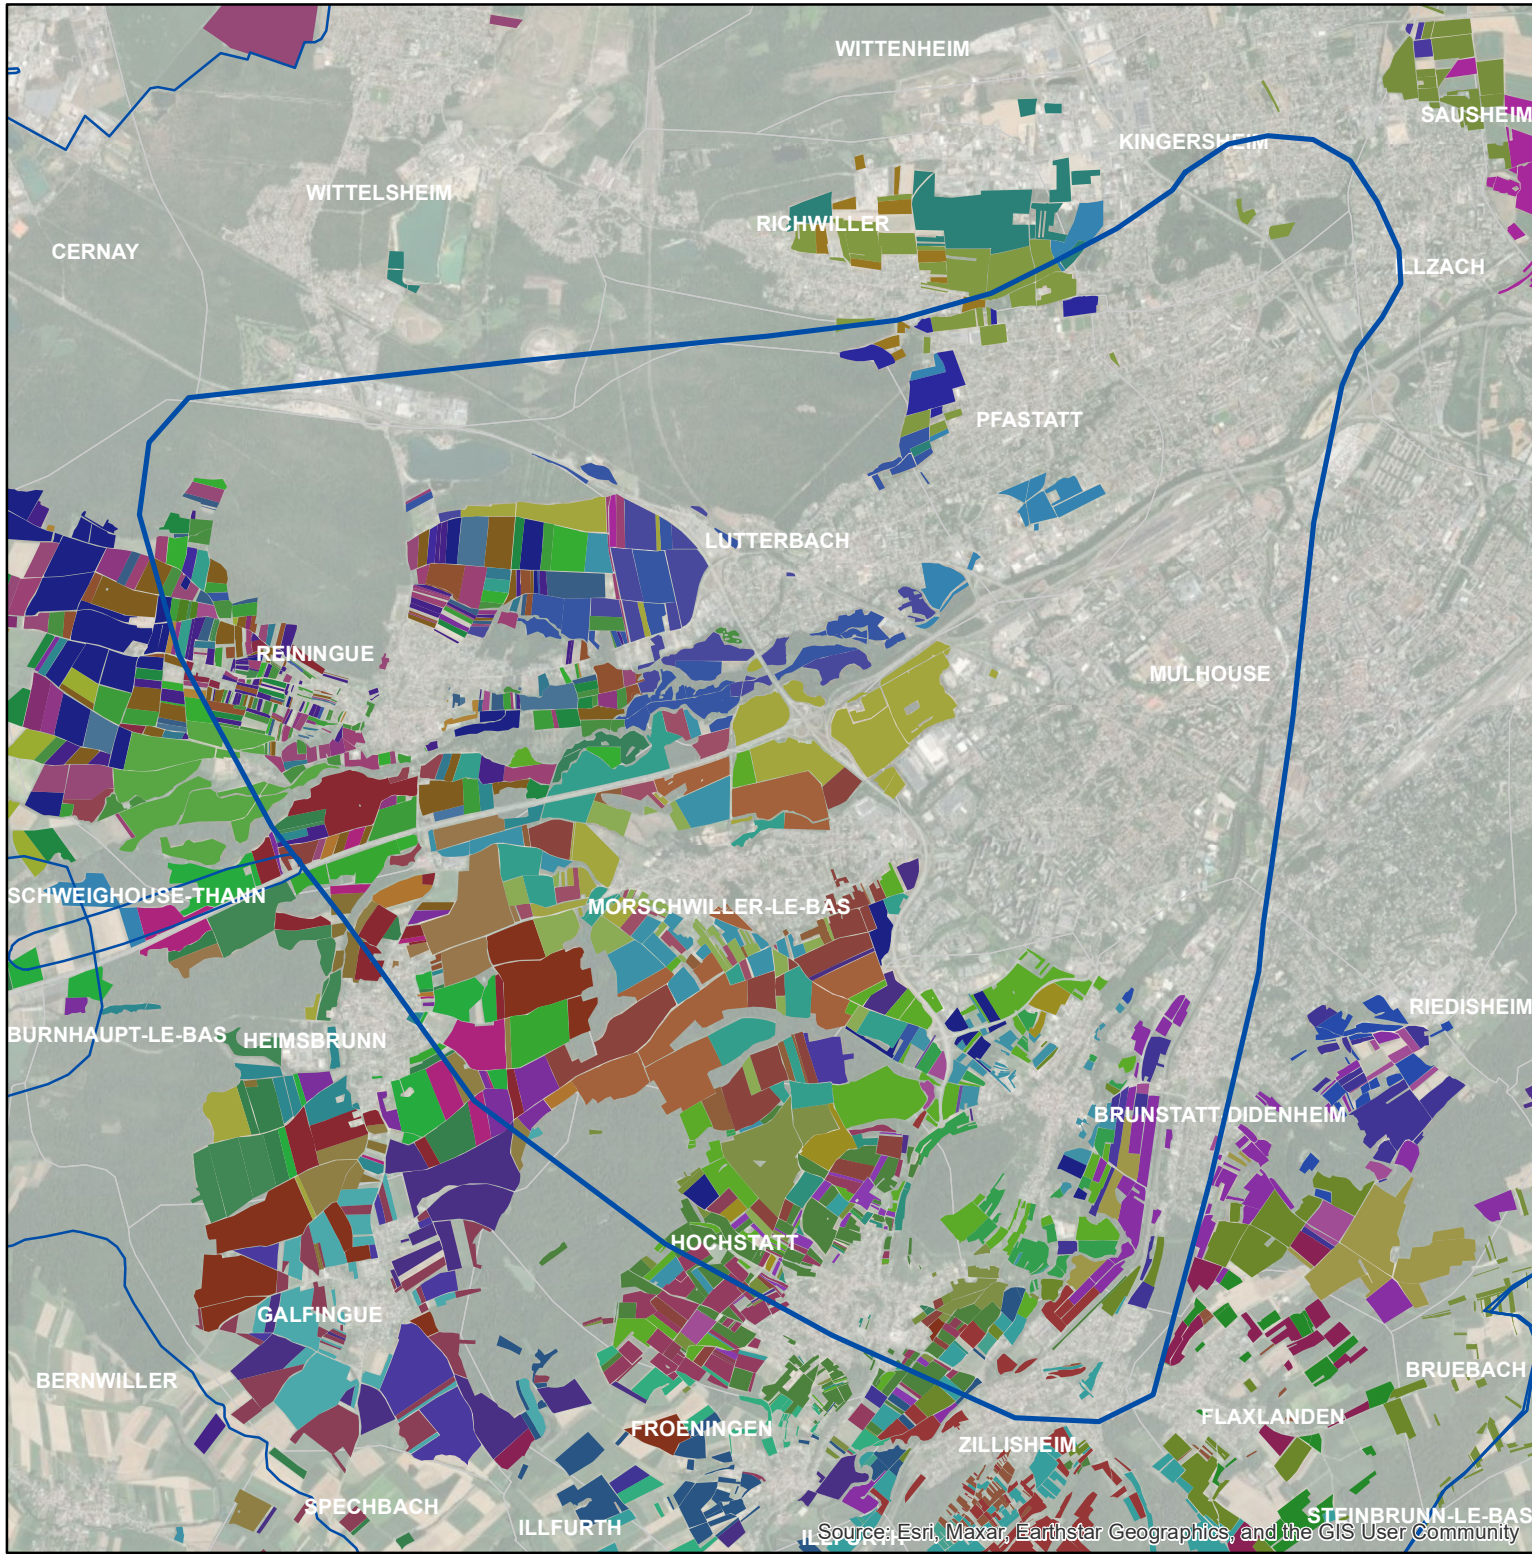 WITTENHEIM
SAUSHEIM
KINGERSHEIM
WITTELSHEIM
RICHWILLER
CERNAY
ILLZACH
PFASTATT
LUTTERBACH
REININGUE
MULHOUSE
SCHWEIGHOUSE-THANN
MORSCHWILLER-LE-BAS
RIEDISHEIM
BURNHAUPT-LE-BAS
HEIMSBRUNN
BRUNSTATT DIDENHEIM
HOCHSTATT
GALFINGUE
BRUEBACH
BERNWILLER
FLAXLANDEN
FROENINGEN
ZILLISHEIM
SPECHBACH
STEINBRUNN-LE-BAS
ILLFURTH
ILLFURTH
Source: Esri, Maxar, Earthstar Geographics, and the GIS User Community